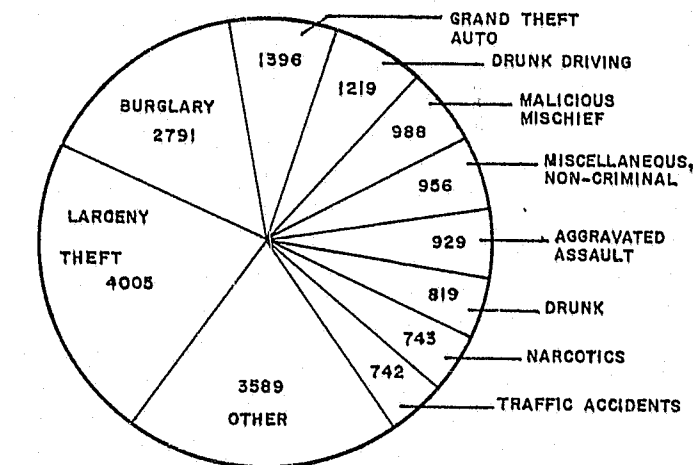 GRAND THEFT
AUTO
1396
DRUNK DRIVING
1219
MALICIOUS
MISCHIEF
988
MISCELLANEOUS,
NON-CRIMINAL
956
AGGRAVATED
ASSAULT
929
DRUNK
819
NARCOTICS
743
TRAFFIC ACCIDENTS
742
3589
OTHER
LARGENY
THEFT
4005
BURGLARY
2791